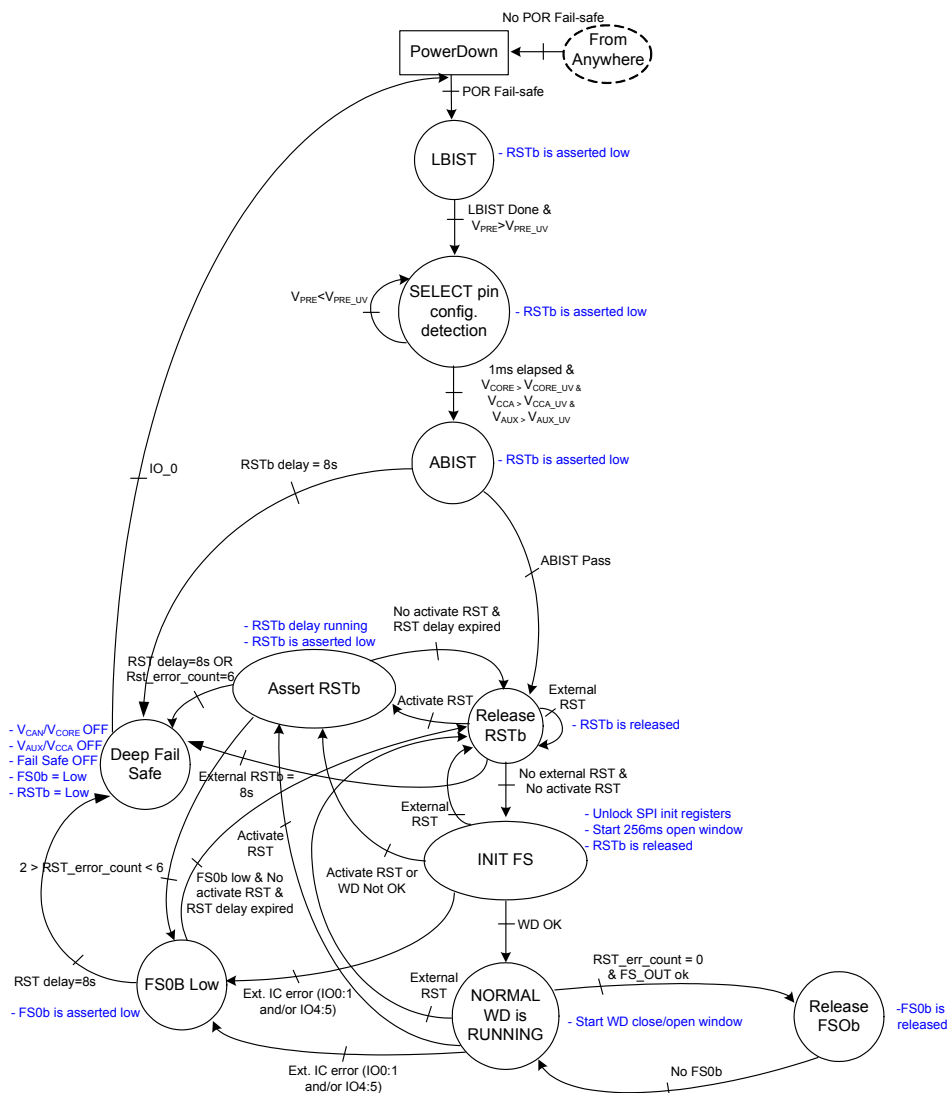 No POR Fail-safe
From
Anywhere
PowerDown
POR Fail-safe
LBIST
- RSTb is asserted low
LBIST Done &
VPRE>VPRE_UV
VPRE<VPRE_UV
SELECT pin
config.
detection
- RSTb is asserted low
1ms elapsed &
VCORE > VCORE_UV &
VCCA > VCCA_UV &
VAUX > VAUX_UV
ABIST
- RSTb is asserted low
RSTb delay = 8s
IO_0
ABIST Pass
- RSTb delay running
- RSTb is asserted low
No activate RST &
RST delay expired
RST delay=8s OR
Rst_error_count=6
Assert RSTb
Activate RST
Release
RSTb
External
RST
- RSTb is released
- VCAN/VCORE OFF
- VAUX/VCCA OFF
- Fail Safe OFF
- FS0b = Low
- RSTb = Low
Deep Fail
Safe
External RSTb =
8s
No external RST &
No activate RST
External
RST
- Unlock SPI init registers
- Start 256ms open window
- RSTb is released
INIT FS
Activate
RST
Activate RST or
WD Not OK
2 > RST_error_count < 6
FS0b low & No
activate RST &
RST delay expired
WD OK
RST delay=8s
FS0B Low
- FS0b is asserted low
Ext. IC error (IO0:1
and/or IO4:5)
External
RST
NORMAL
WD is
RUNNING
- Start WD close/open window
RST_err_count = 0
& FS_OUT ok
Release
FSOb
-FS0b is
released
Ext. IC error (IO0:1
and/or IO4:5)
No FS0b